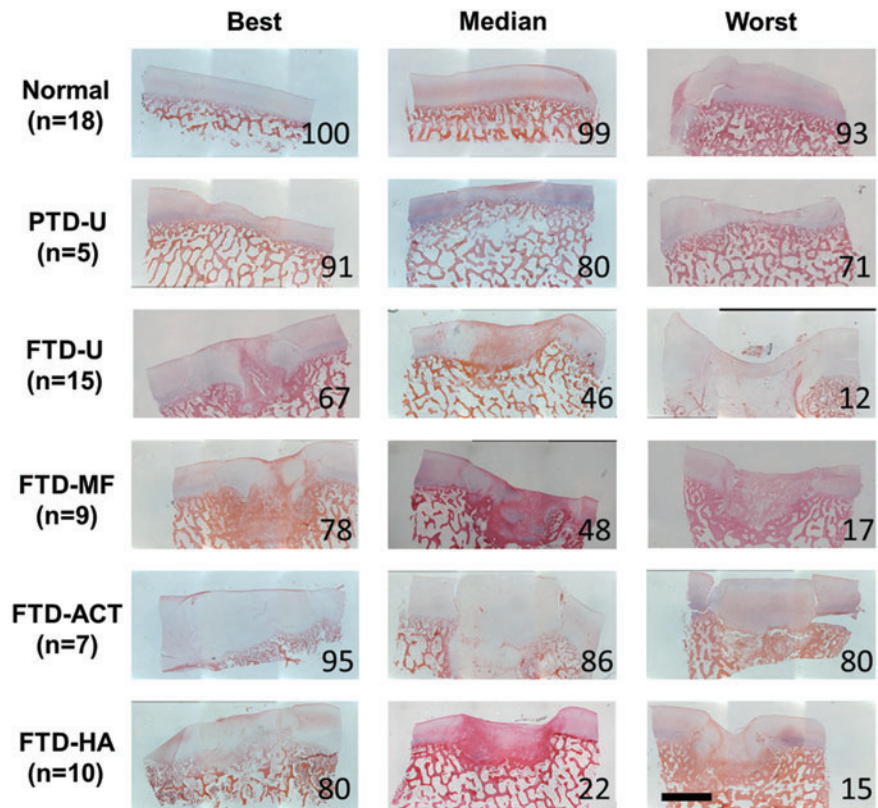 Best Median Worst
Normal
(n=18)
100 99 93
PTD-U
(n=5)
91 80 71
FTD-U
(n=15)
67 46 12
FTD-MF
(n=9)
78 48 17
FTD-ACT
(n=7)
95 86 80
FTD-HA
(n=10)
80 22 15